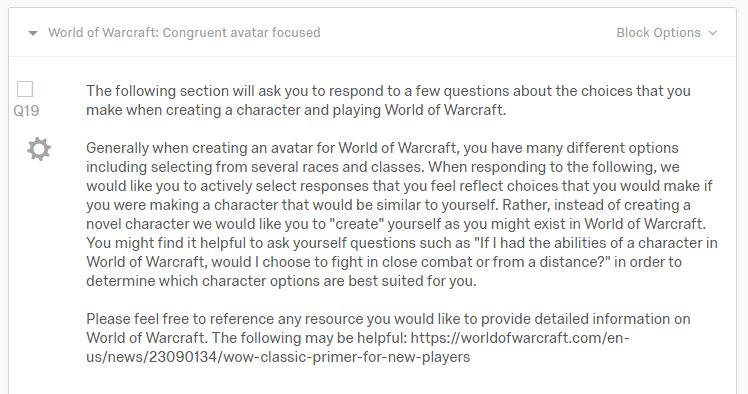 World of Warcraft: Congruent avatar focused
Block Options
Q19
The following section will ask you to respond to a few questions about the choices that you
make when creating a character and playing World of Warcraft.
Generally when creating an avatar for World of Warcraft, you have many different options
including selecting from several races and classes. When responding to the following, we
would like you to actively select responses that you feel reflect choices that you would make if
you were making a character that would be similar to yourself. Rather, instead of creating a
novel character we would like you to "create" yourself as you might exist in World of Warcraft.
You might find it helpful to ask yourself questions such as "If I had the abilities of a character in
World of Warcraft, would I choose to fight in close combat or from a distance?" in order to
determine which character options are best suited for you.
Please feel free to reference any resource you would like to provide detailed information on
World of Warcraft. The following may be helpful: https://worldofwarcraft.com/en-
us/news/23090134/wow-classic-primer-for-new-players